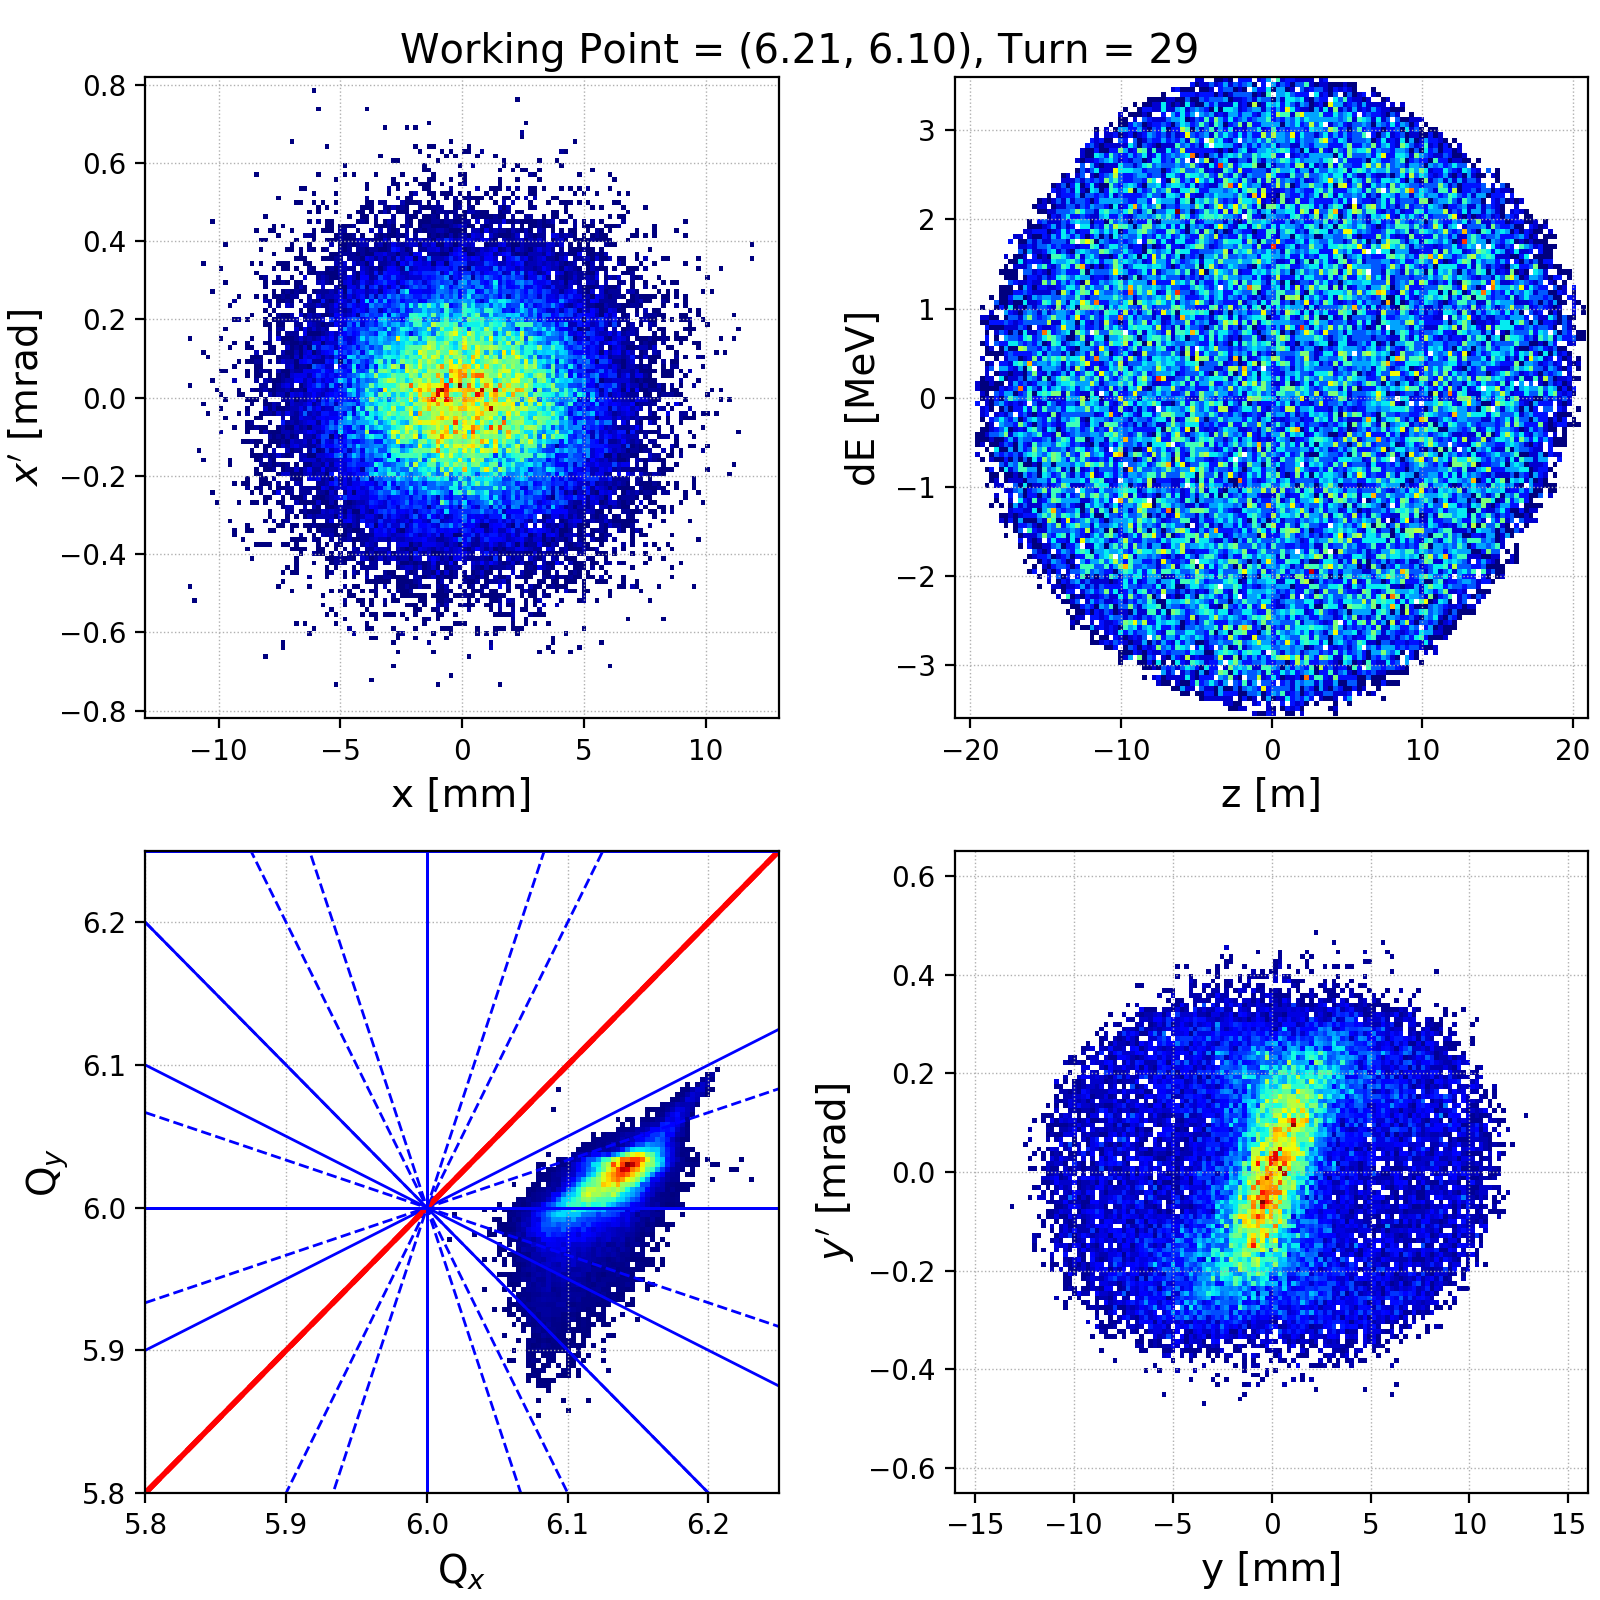 Working Point = (6.21, 6.10), Turn = 29
0.8
0.6
0.4
0.2
0.0
−0.2
−0.4
−0.6
−0.8
x′ [mrad]
−10 −5 0 5 10
x [mm]
3
2
1
0
−1
−2
−3
dE [MeV]
−20 −10 0 10 20
z [m]
6.2
6.1
6.0
5.9
5.8
Qy
5.8 5.9 6.0 6.1 6.2
Qx
0.6
0.4
0.2
0.0
−0.2
−0.4
−0.6
y′ [mrad]
−15 −10 −5 0 5 10 15
y [mm]